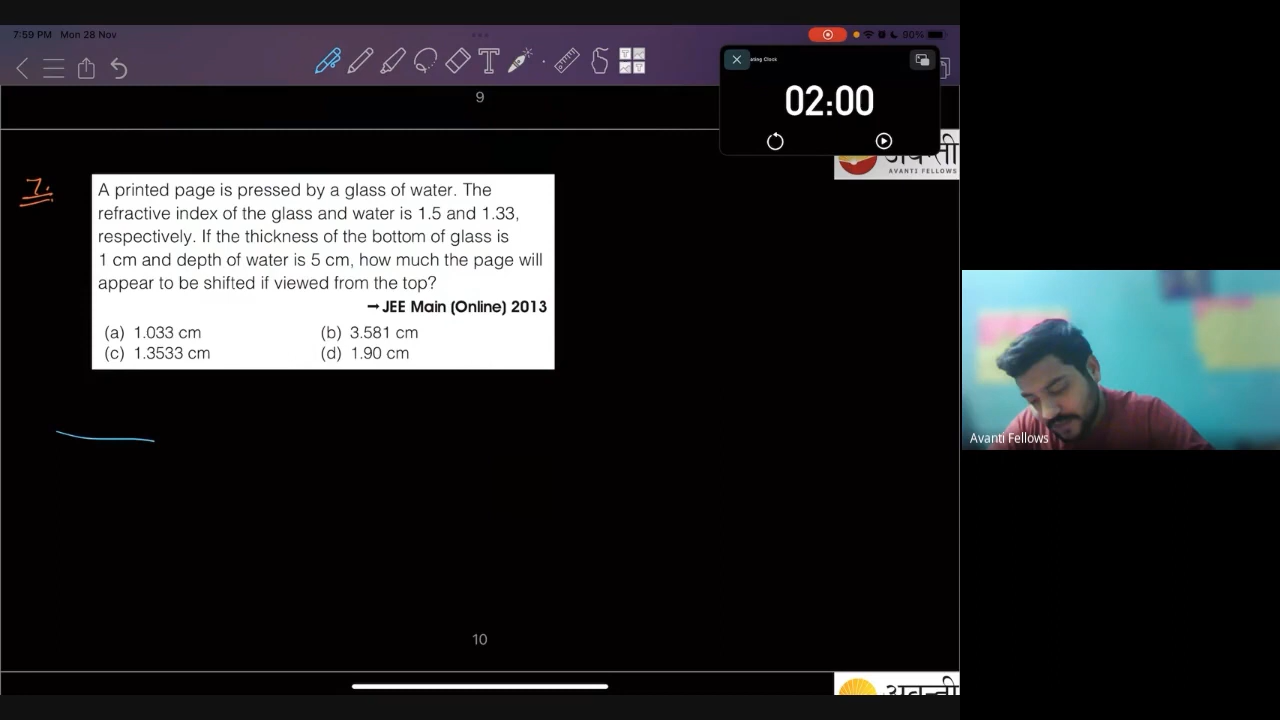 7:59 PM Mon 28 Nov
90%
9
02:00
अवन्ती
AVANTI FELLOWS
7.
A printed page is pressed by a glass of water. The
refractive index of the glass and water is 1.5 and 1.33,
respectively. If the thickness of the bottom of glass is
1 cm and depth of water is 5 cm, how much the page will
appear to be shifted if viewed from the top?
→ JEE Main (Online) 2013
(a) 1.033 cm (b) 3.581 cm
(c) 1.3533 cm (d) 1.90 cm
Avanti Fellows
10
अवन्ती